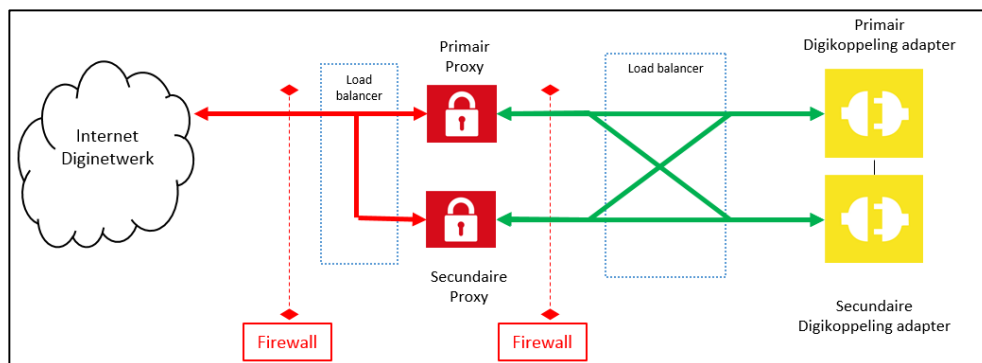 Primair
Digikoppeling adapter
Primair
Proxy
Load
balancer
Load balancer
Internet
Diginetwerk
Secundaire
Proxy
Secundaire
Digikoppeling adapter
Firewall
Firewall